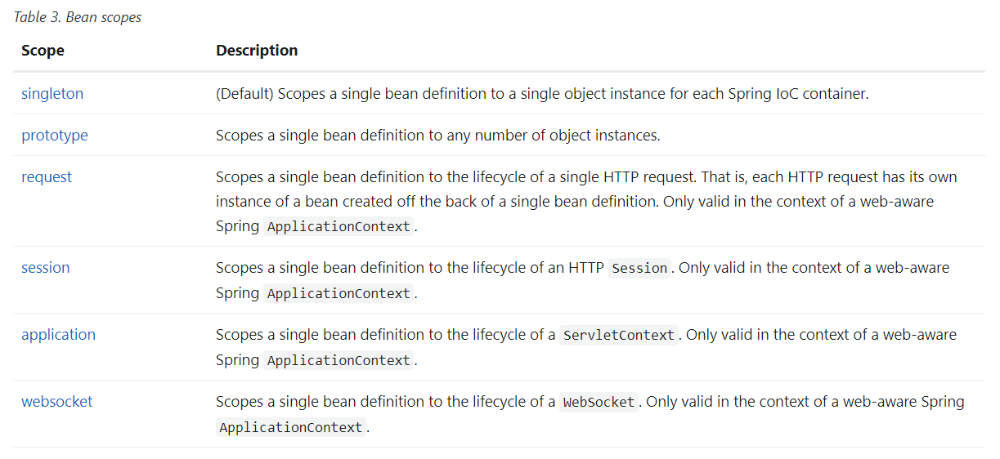 Table 3. Bean scopes
Scope Description
singleton (Default) Scopes a single bean definition to a single object instance for each Spring IoC container.
prototype Scopes a single bean definition to any number of object instances.
request Scopes a single bean definition to the lifecycle of a single HTTP request. That is, each HTTP request has its own
instance of a bean created off the back of a single bean definition. Only valid in the context of a web-aware
Spring ApplicationContext.
session Scopes a single bean definition to the lifecycle of an HTTP Session. Only valid in the context of a web-aware
Spring ApplicationContext.
application Scopes a single bean definition to the lifecycle of a ServletContext. Only valid in the context of a web-aware
Spring ApplicationContext.
websocket Scopes a single bean definition to the lifecycle of a WebSocket. Only valid in the context of a web-aware Spring
ApplicationContext.